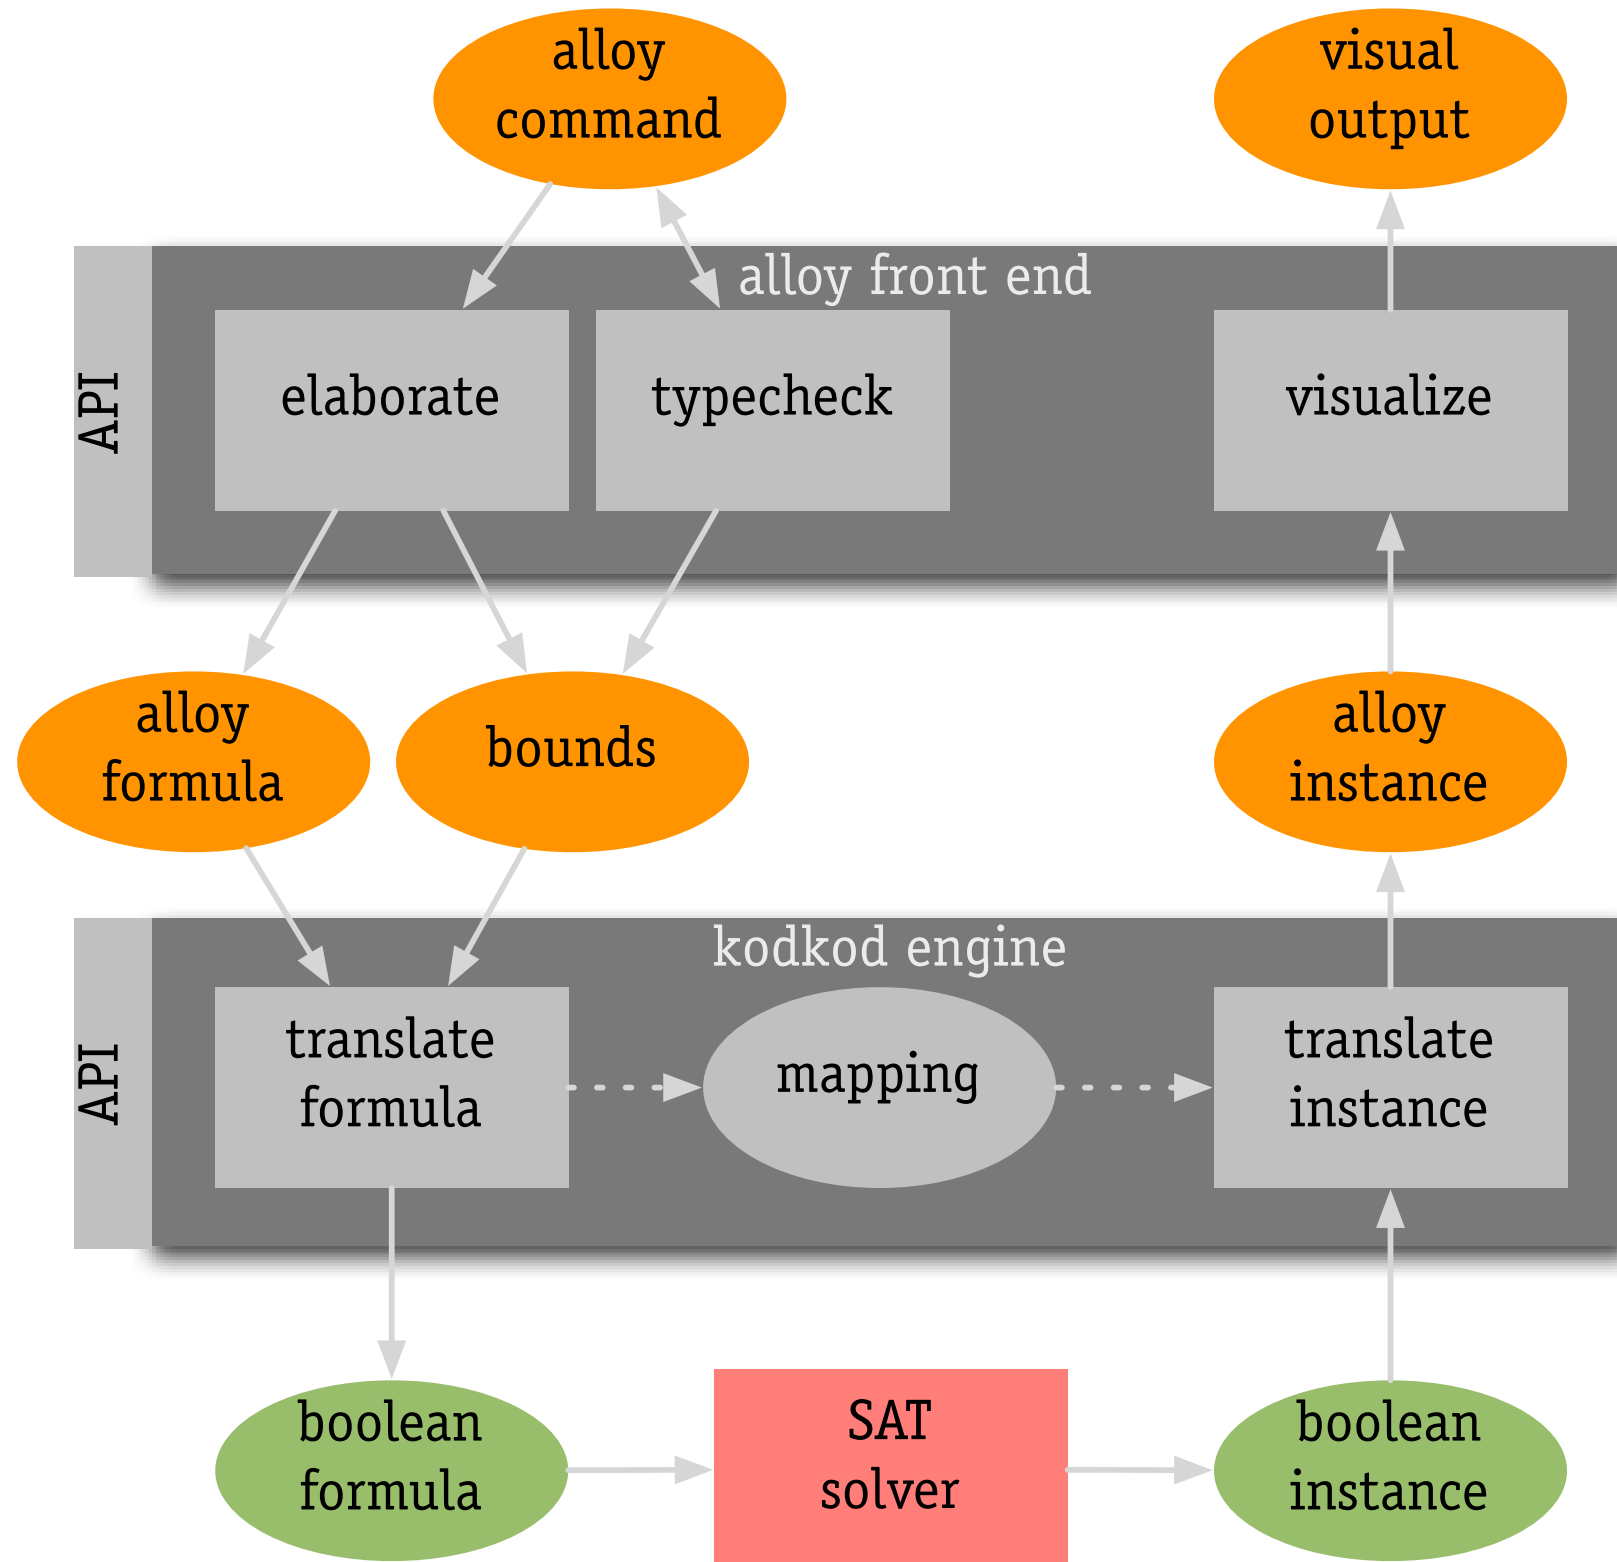 alloy
command
visual
output
alloy front end
API
elaborate
typecheck
visualize
alloy
formula
bounds
alloy
instance
kodkod engine
API
translate
formula
mapping
translate
instance
boolean
formula
SAT
solver
boolean
instance